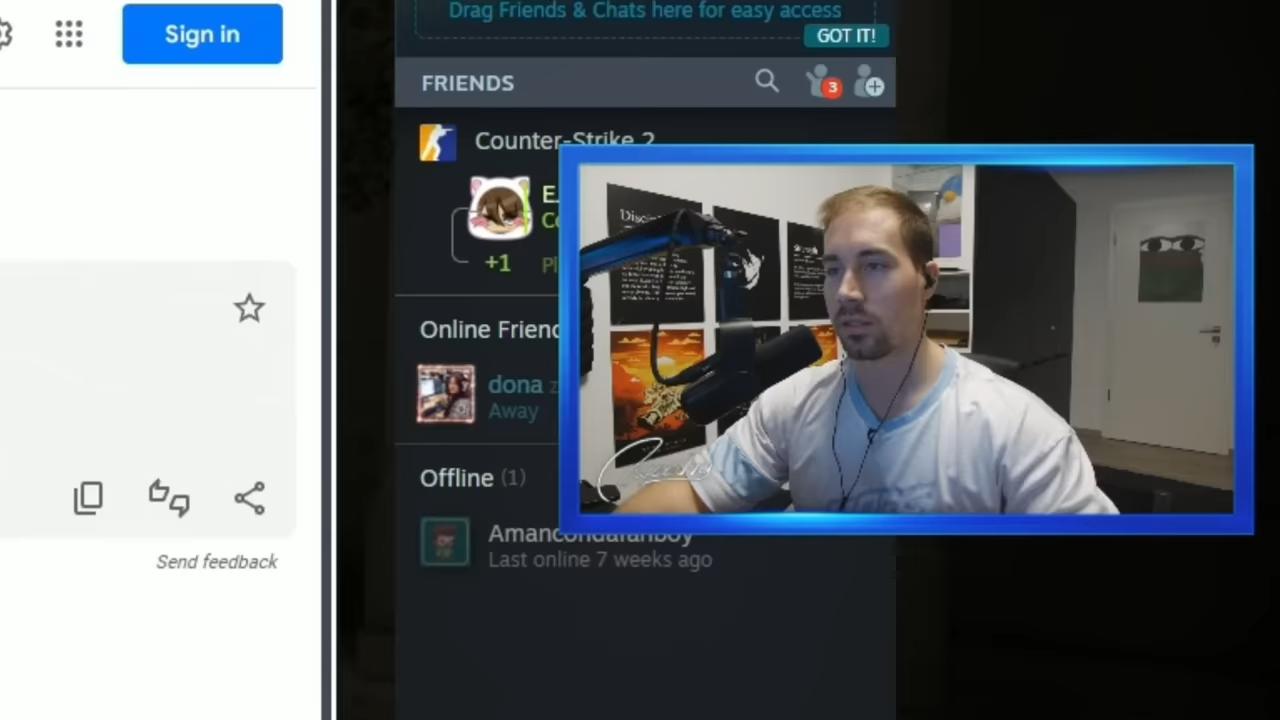 Sign in
Send feedback
Drag Friends & Chats here for easy access
GOT IT!
FRIENDS
3
Counter-Strike 2
+1
Online Friend
dona
Away
Offline (1)
Amancondafanboy
Last online 7 weeks ago